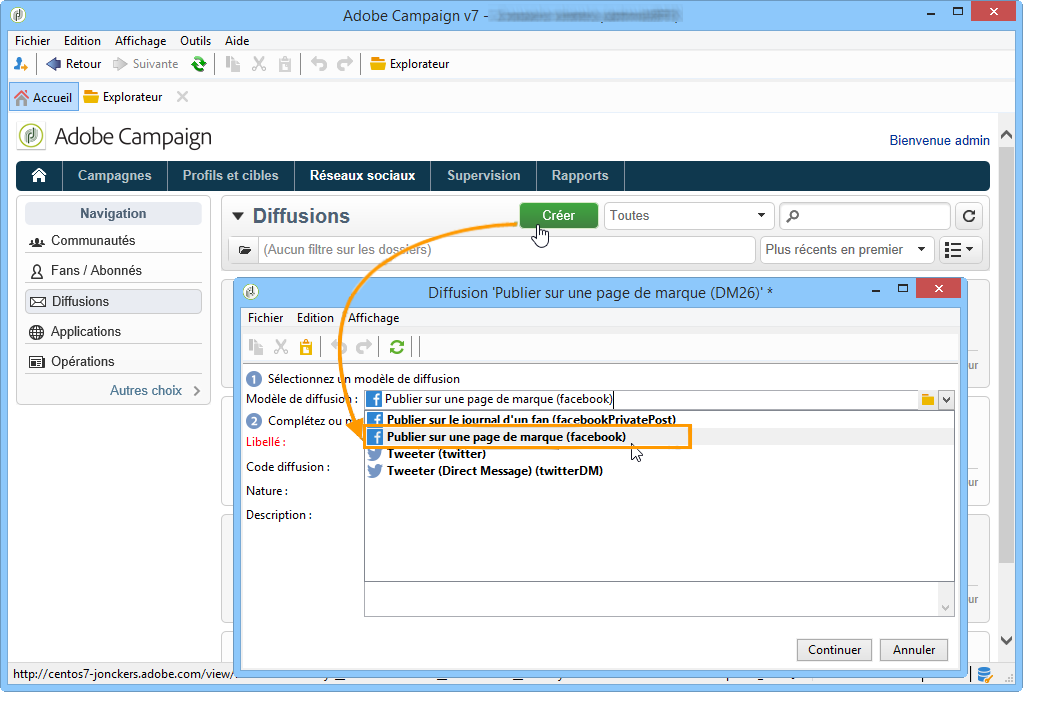 Adobe Campaign v7 -
Fichier Edition Affichage Outils Aide
Retour Suivante Explorateur
Accueil Explorateur
Adobe Campaign
Bienvenue admin
Campagnes Profils et cibles Réseaux sociaux Supervision Rapports
Navigation
Communautés
Fans / Abonnés
Diffusions
Applications
Opérations
Autres choix
Diffusions Créer Toutes
(Aucun filtre sur les dossiers) Plus récents en premier
Diffusion 'Publier sur une page de marque (DM26)' *
Fichier Edition Affichage
1 Sélectionnez un modèle de diffusion
Modèle de diffusion : Publier sur une page de marque (facebook)
2 Complétez ou
Publier sur le journal d'un fan (facebookPrivatePost)
Publier sur une page de marque (facebook)
Tweeter (twitter)
Tweeter (Direct Message) (twitterDM)
Libellé :
Code diffusion :
Nature :
Description :
Continuer Annuler
ur
ur
ur
http://centos7-jonckers.adobe.com/view/